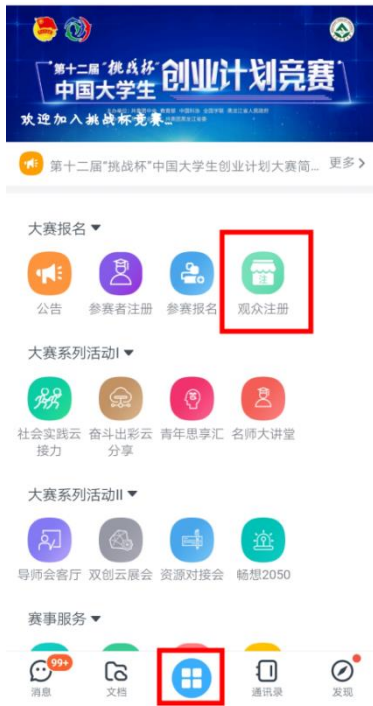 第十二届“挑战杯”
中国大学生 创业计划竞赛
欢迎加入挑战杯竞赛...
第十二届“挑战杯”中国大学生创业计划大赛简... 更多>
大赛报名▼
公告 参赛者注册 参赛报名 观众注册
注
大赛系列活动I▼
社会实践云接力 奋斗出彩云分享 青年思享汇 名师大讲堂
大赛系列活动II▼
导师会客厅 双创云展会 资源对接会 畅想2050
赛事服务▼
99+
消息 文档 通讯录 发现